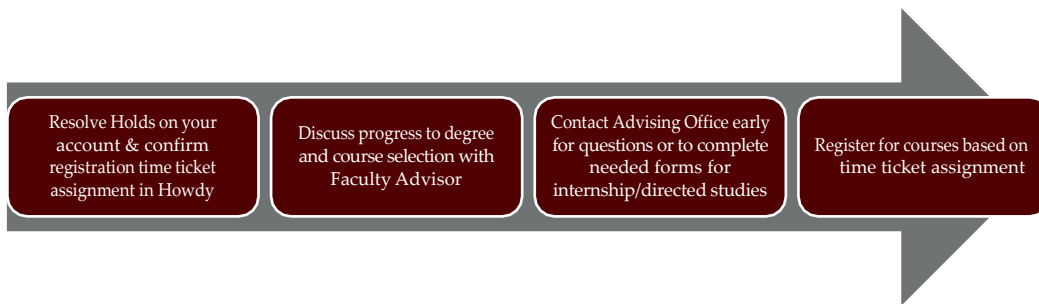 Resolve Holds on your
account & confirm
registration time ticket
assignment in Howdy
Discuss progress to degree
and course selection with
Faculty Advisor
Contact Advising Office early
for questions or to complete
needed forms for
internship/directed studies
Register for courses based on
time ticket assignment